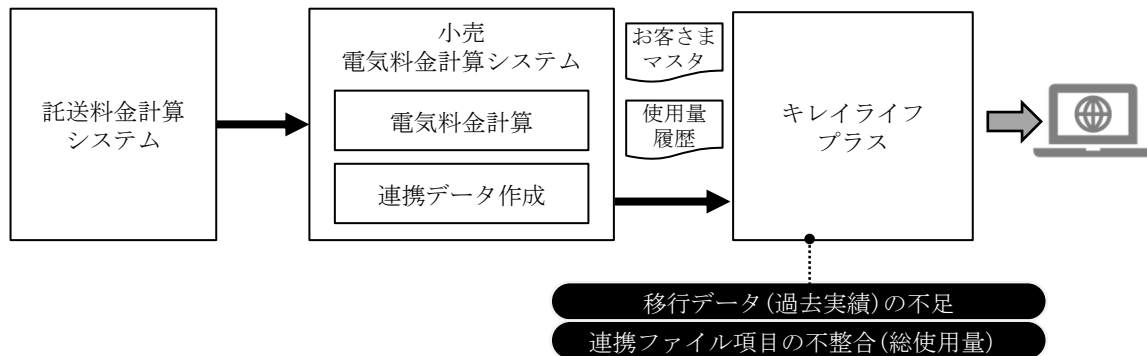 託送料金計算
システム
小売
電気料金計算システム
電気料金計算
連携データ作成
お客さま
マスタ
使用量
履歴
キレイライフ
プラス
移行データ(過去実績)の不足
連携ファイル項目の不整合(総使用量)